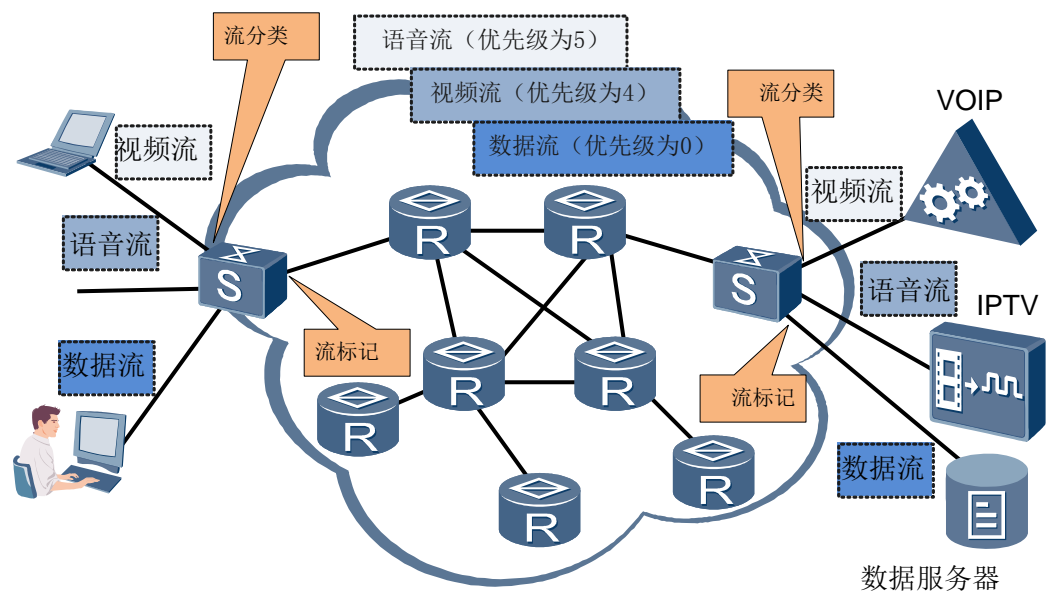 流分类
语音流（优先级为5）
视频流（优先级为4）
数据流（优先级为0）
流分类
VOIP
视频流
视频流
语音流
R
R
S
S
语音流
IPTV
流标记
R
R
数据流
流标记
R
R
数据流
R
数据服务器